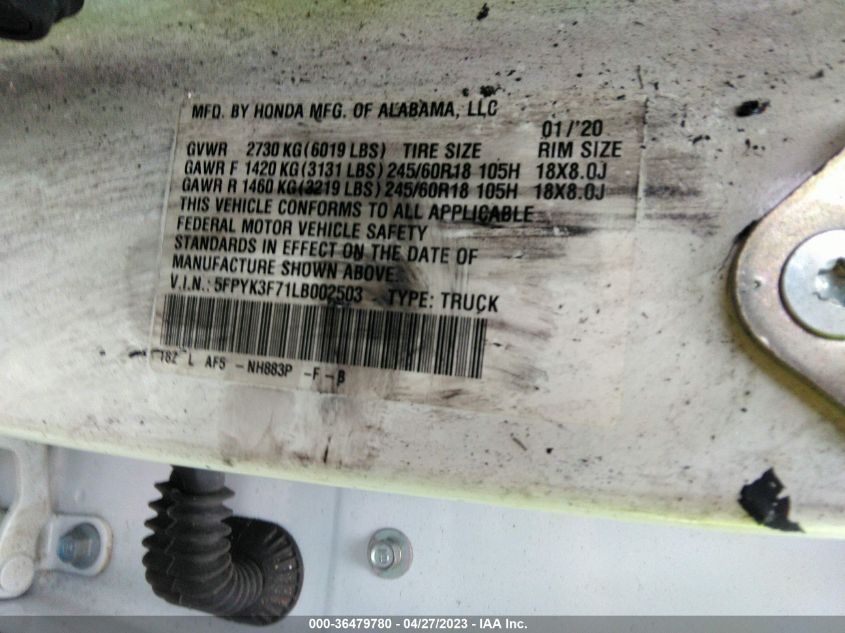 MFD. BY HONDA MFG. OF ALABAMA, LLC
01/'20
GVWR 2730 KG(6019 LBS) TIRE SIZE RIM SIZE
GAWR F 1420 KG(3131 LBS) 245/60R18 105H 18X8.0J
GAWR R 1460 KG(3219 LBS) 245/60R18 105H 18X8.0J
THIS VEHICLE CONFORMS TO ALL APPLICABLE
FEDERAL MOTOR VEHICLE SAFETY
STANDARDS IN EFFECT ON THE DATE OF
MANUFACTURE SHOWN ABOVE.
V.I.N.: 5FPYK3F71LB002503 TYPE: TRUCK
T6Z L AF5 - NH883P -F-B
000-36479780 - 04/27/2023 - © IAA Inc.